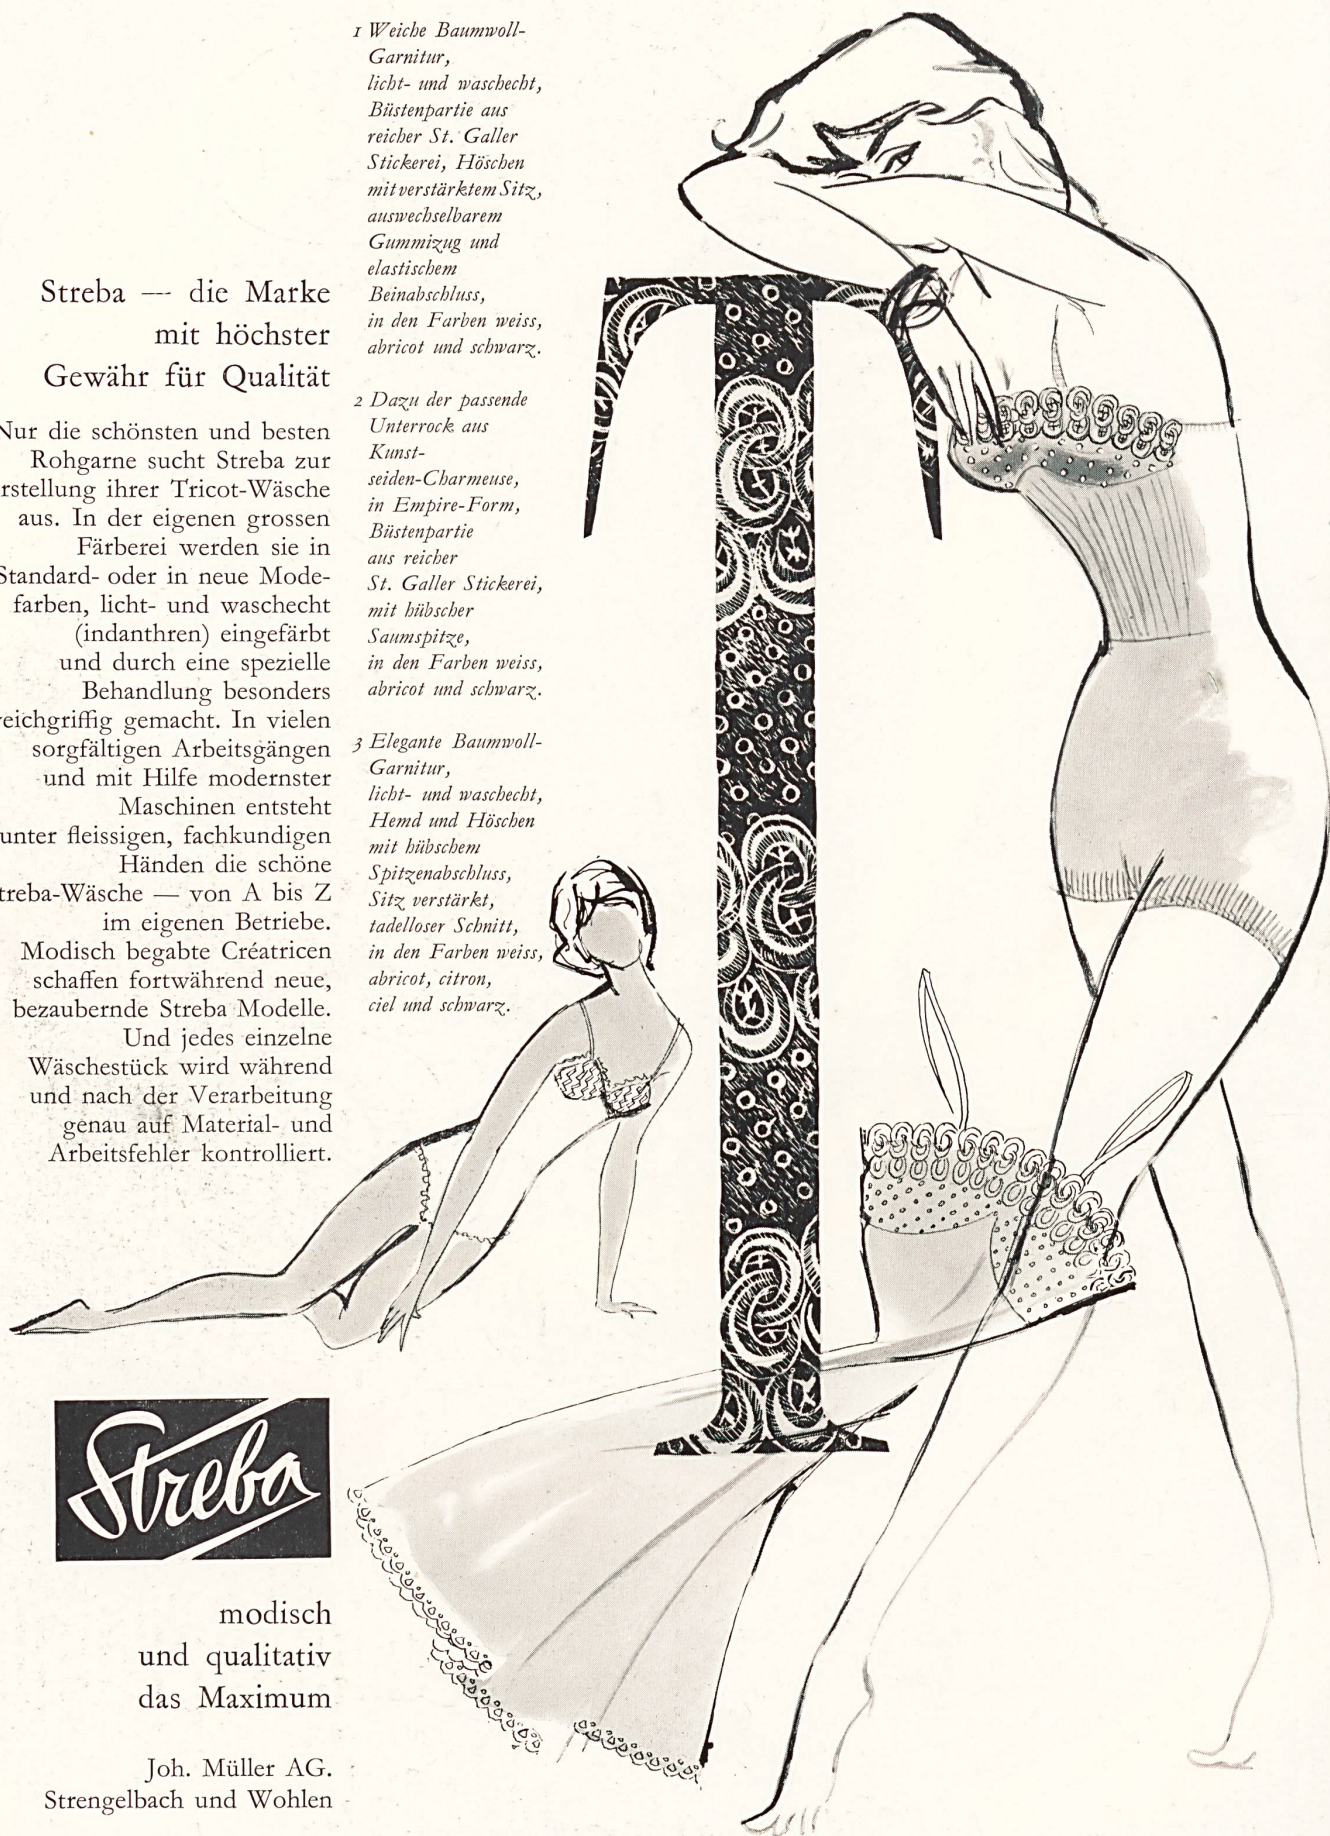 Streba — die Marke
mit höchster
Gewähr für Qualität
Nur die schönsten und besten
Rohgarne sucht Streba zur
rstellung ihrer Tricot-Wäsche
aus. In der eigenen grossen
Färberei werden sie in
Standard- oder in neue Mode-
farben, licht- und waschecht
(indanthren) eingefärbt
und durch eine spezielle
Behandlung besonders
eichgriffig gemacht. In vielen
sorgfältigen Arbeitsgängen
und mit Hilfe modernster
Maschinen entsteht
unter fleissigen, fachkundigen
Händen die schöne
treba-Wäsche — von A bis Z
im eigenen Betriebe.
Modisch begabte Créatricen
schaffen fortwährend neue,
bezaubernde Streba Modelle.
Und jedes einzelne
Wäschestück wird während
und nach der Verarbeitung
genau auf Material- und
Arbeitsfehler kontrolliert.
1 Weiche Baumwoll-
Garnitur,
licht- und waschecht,
Büstenpartie aus
reicher St. Galler
Stickerei, Höschen
mit verstärktem Sitz,
auswechselbarem
Gummizug und
elastischem
Beinabschluss,
in den Farben weiss,
abricot und schwarz.
2 Dazu der passende
Unterrock aus
Kunst-
seiden-Charmeuse,
in Empire-Form,
Büstenpartie
aus reicher
St. Galler Stickerei,
mit hübscher
Saumspitze,
in den Farben weiss,
abricot und schwarz.
3 Elegante Baumwoll-
Garnitur,
licht- und waschecht,
Hemd und Höschen
mit hübschem
Spitzenabschluss,
Sitz verstärkt,
tadelloser Schnitt,
in den Farben weiss,
abricot, citron,
ciel und schwarz.
T
Streba
modisch
und qualitativ
das Maximum
Joh. Müller AG.
Strengelbach und Wohlen